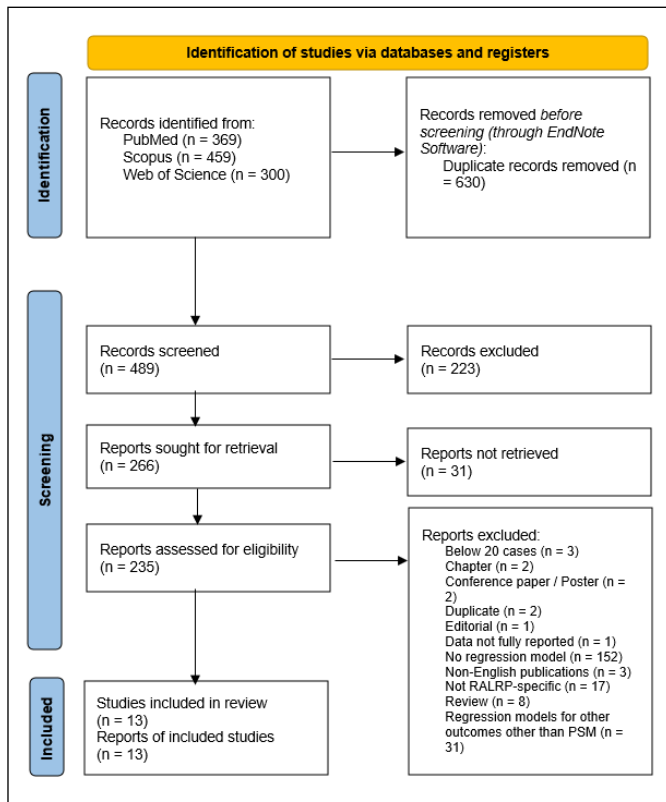 Identification of studies via databases and registers
Identification
Records identified from:
PubMed (n = 369)
Scopus (n = 459)
Web of Science (n = 300)
Records removed before
screening (through EndNote
Software):
Duplicate records removed (n
= 630)
Screening
Records screened
(n = 489)
Records excluded
(n = 223)
Reports sought for retrieval
(n = 266)
Reports not retrieved
(n = 31)
Reports assessed for eligibility
(n = 235)
Reports excluded:
Below 20 cases (n = 3)
Chapter (n = 2)
Conference paper / Poster (n =
2)
Duplicate (n = 2)
Editorial (n = 1)
Data not fully reported (n = 1)
No regression model (n = 152)
Non-English publications (n = 3)
Not RALRP-specific (n = 17)
Review (n = 8)
Regression models for other
outcomes other than PSM (n =
31)
Included
Studies included in review
(n = 13)
Reports of included studies
(n = 13)